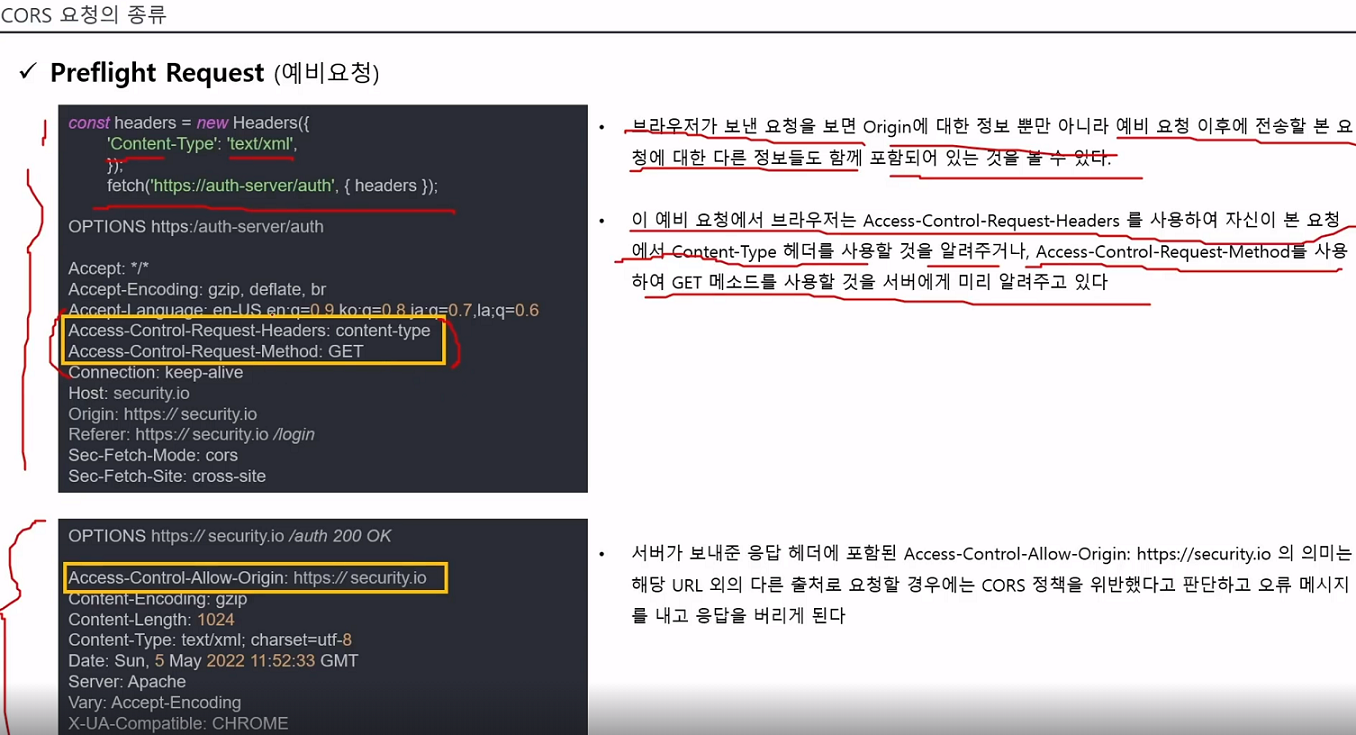 CORS 요청의 종류
✓ Preflight Request (예비요청)
const headers = new Headers({
'Content-Type': 'text/xml',
});
fetch('https://auth-server/auth', { headers });
OPTIONS https:/auth-server/auth
Accept: */*
Accept-Encoding: gzip, deflate, br
Accept-Language: en-US,en;q=0.9,ko;q=0.8,ja;q=0.7,la;q=0.6
Access-Control-Request-Headers: content-type
Access-Control-Request-Method: GET
Connection: keep-alive
Host: security.io
Origin: https:// security.io
Referer: https:// security.io /login
Sec-Fetch-Mode: cors
Sec-Fetch-Site: cross-site
• 브라우저가 보낸 요청을 보면 Origin에 대한 정보 뿐만 아니라 예비 요청 이후에 전송할 본 요
청에 대한 다른 정보들도 함께 포함되어 있는 것을 볼 수 있다.
• 이 예비 요청에서 브라우저는 Access-Control-Request-Headers 를 사용하여 자신이 본 요청
에서 Content-Type 헤더를 사용할 것을 알려주거나, Access-Control-Request-Method를 사용
하여 GET 메소드를 사용할 것을 서버에게 미리 알려주고 있다
OPTIONS https:// security.io /auth 200 OK
Access-Control-Allow-Origin: https:// security.io
Content-Encoding: gzip
Content-Length: 1024
Content-Type: text/xml; charset=utf-8
Date: Sun, 5 May 2022 11:52:33 GMT
Server: Apache
Vary: Accept-Encoding
X-UA-Compatible: CHROME
• 서버가 보내준 응답 헤더에 포함된 Access-Control-Allow-Origin: https://security.io 의 의미는
해당 URL 외의 다른 출처로 요청할 경우에는 CORS 정책을 위반했다고 판단하고 오류 메시지
를 내고 응답을 버리게 된다